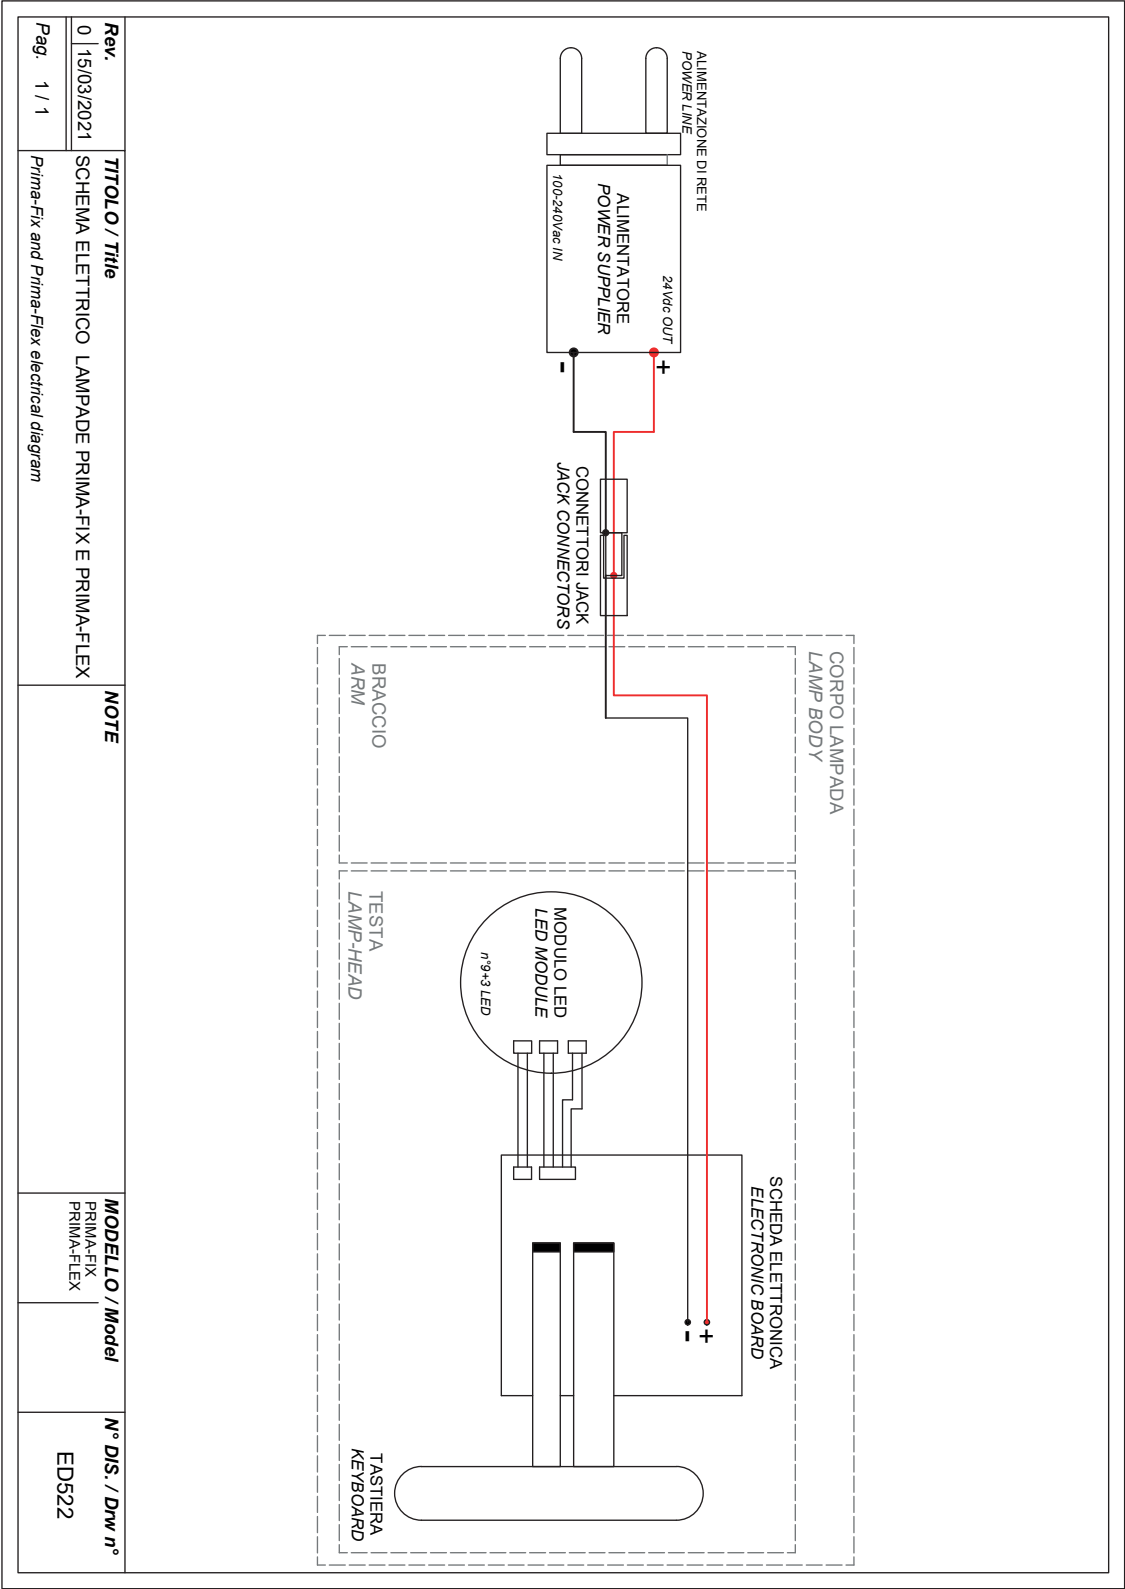 ALIMENTAZIONE DI RETE
POWER LINE
ALIMENTATORE
POWER SUPPLIER
24Vdc OUT
100-240Vac IN
+
-
CONNETTORI JACK
JACK CONNECTORS
CORPO LAMPADA
LAMP BODY
BRACCIO
ARM
TESTA
LAMP-HEAD
MODULO LED
LED MODULE
n°9+3 LED
SCHEDA ELETTRONICA
ELECTRONIC BOARD
+
-
TASTIERA
KEYBOARD
Rev.
0 15/03/2021
Pag. 1 / 1
TITOLO / Title
SCHEMA ELETTRICO LAMPADE PRIMA-FIX E PRIMA-FLEX
Prima-Fix and Prima-Flex electrical diagram
NOTE
MODELLO / Model
PRIMA-FIX
PRIMA-FLEX
N° DIS. / Drw n°
ED522